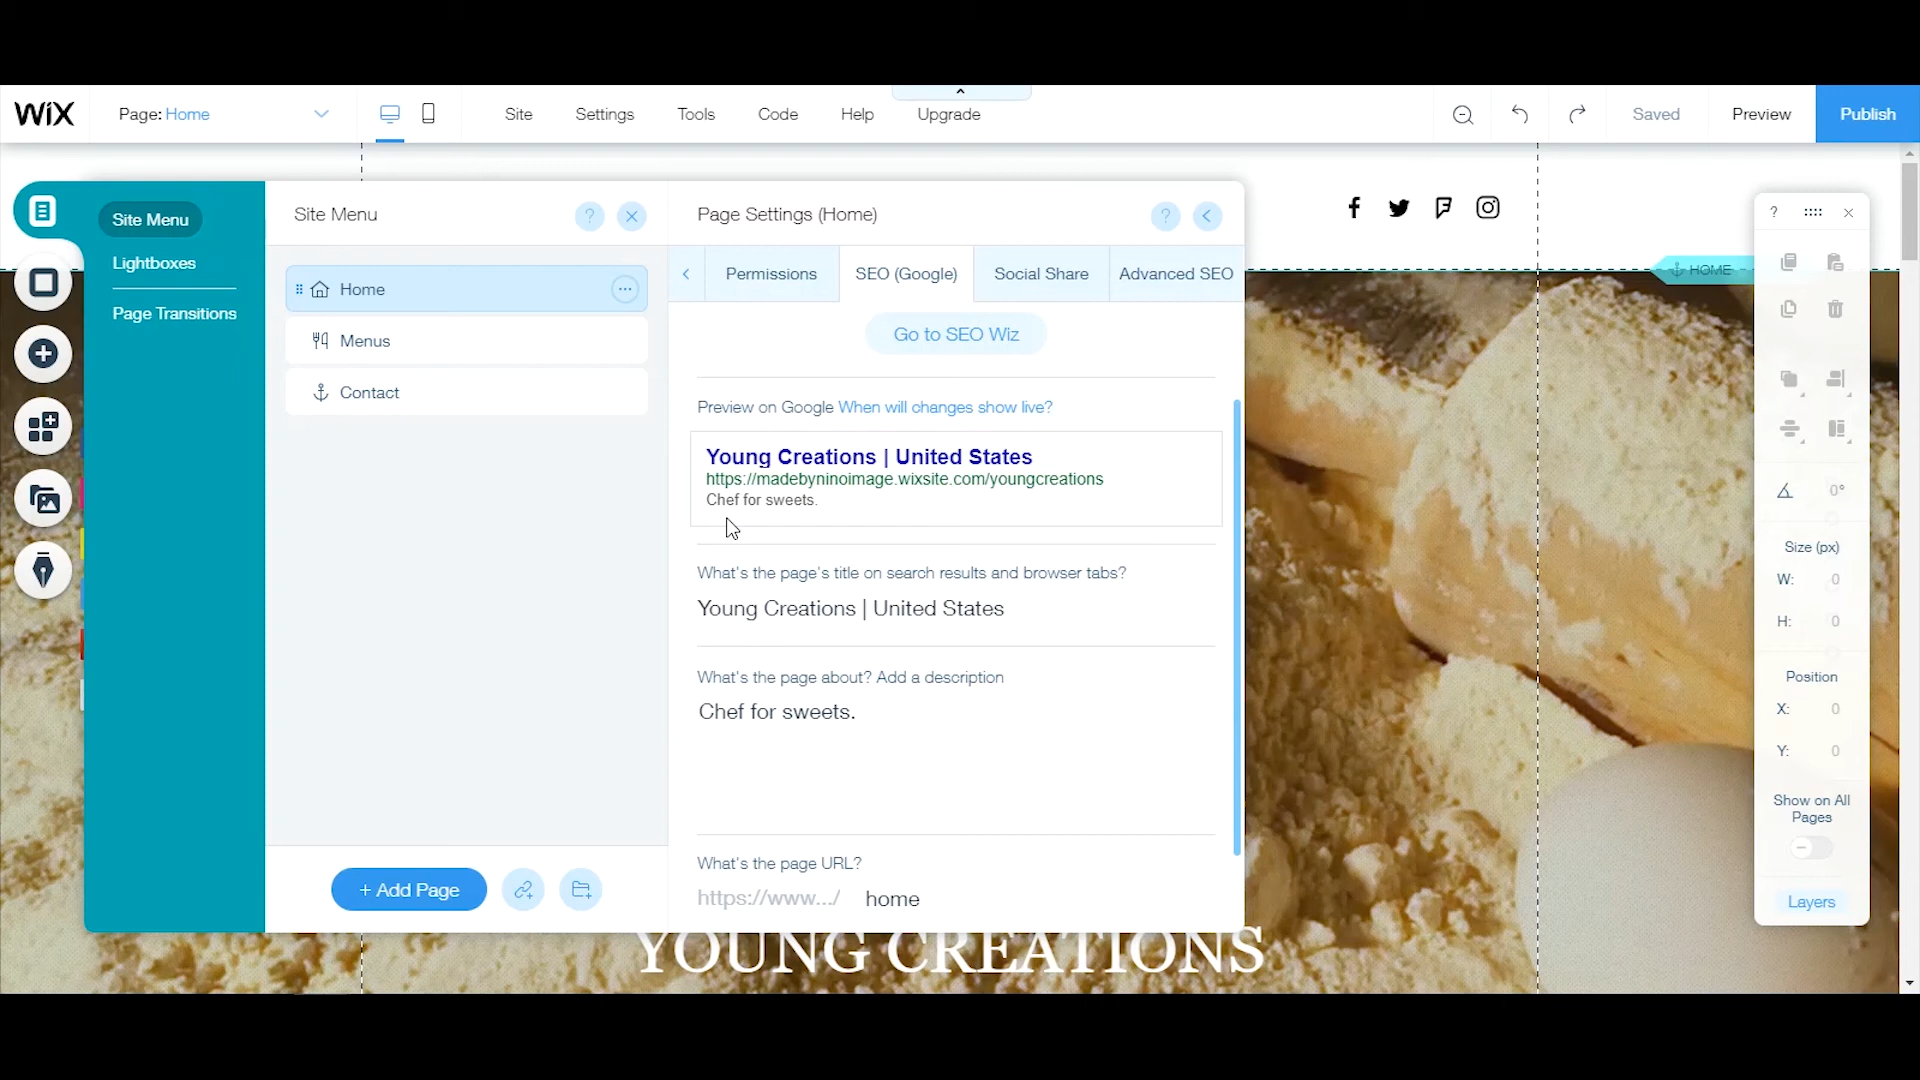 WiX
Page: Home
Site
Settings
Tools
Code
Help
Upgrade
Saved
Preview
Publish
Site Menu
Lightboxes
Page Transitions
Site Menu
?
Home
Menus
Contact
+ Add Page
Page Settings (Home)
?
Permissions
SEO (Google)
Social Share
Advanced SEO
Go to SEO Wiz
Preview on Google When will changes show live?
Young Creations | United States
https://madebyninoimage.wixsite.com/youngcreations
Chef for sweets.
What's the page's title on search results and browser tabs?
Young Creations | United States
What's the page about? Add a description
Chef for sweets.
What's the page URL?
https://www.../ home
YOUNG CREATIONS
HOME
?
0°
Size (px)
W: 0
H: 0
Position
X: 0
Y: 0
Show on All
Pages
Layers